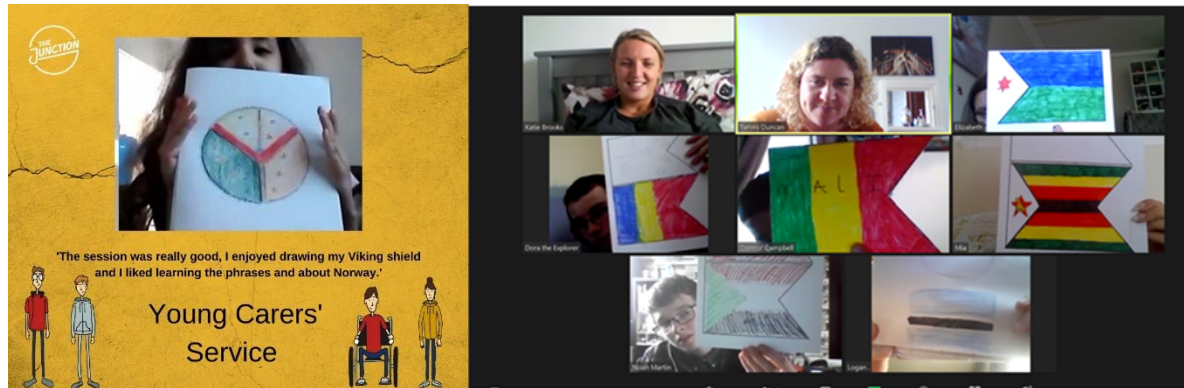 THE
JUNCTION
'The session was really good, I enjoyed drawing my Viking shield
and I liked learning the phrases and about Norway.'
Young Carers'
Service
Katie Brooks
Tammi Duncan
Elizabeth
Dora the Explorer
Connor Campbell
MALI
Mia
Noah Martin
Logan